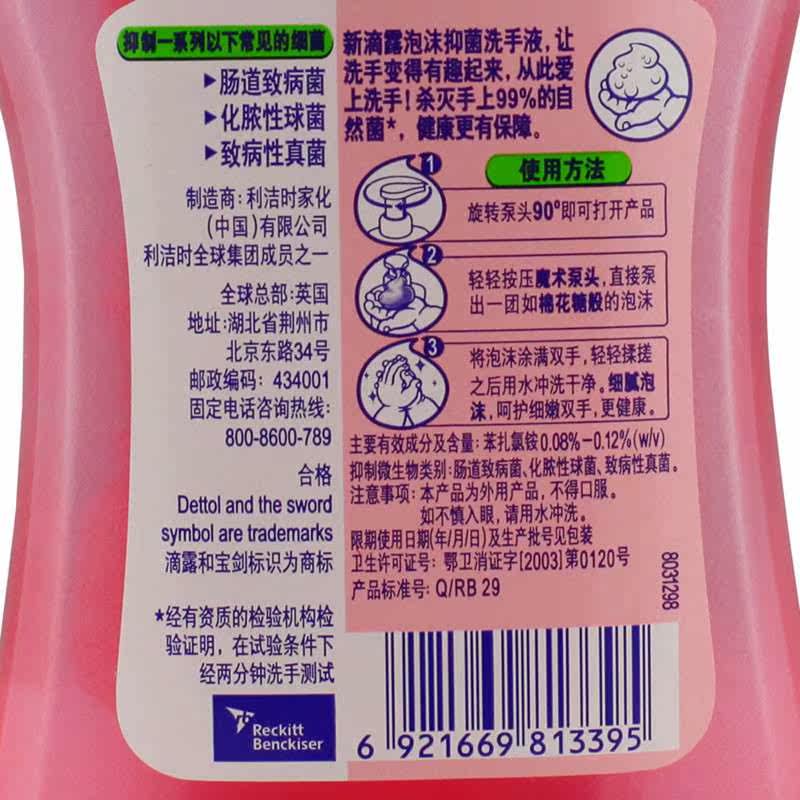 抑制一系列以下常见的细菌
▶肠道致病菌
▶化脓性球菌
▶致病性真菌
制造商：利洁时家化
(中国)有限公司
利洁时全球集团成员之一
全球总部：英国
地址：湖北省荆州市
北京东路34号
邮政编码：434001
固定电话咨询热线：
800-8600-789
合格
Dettol and the sword
symbol are trademarks
滴露和宝剑标识为商标
*经有资质的检验机构检
验证明，在试验条件下
经两分钟洗手测试
Reckitt
Benckiser
新滴露泡沫抑菌洗手液，让
洗手变得有趣起来，从此爱
上洗手！杀灭手上99%的自
然菌*，健康更有保障。
使用方法
1
旋转泵头90°即可打开产品
2
轻轻按压魔术泵头，直接泵
出一团如棉花糖般的泡沫
3
将泡沫涂满双手，轻轻揉搓
之后用水冲洗干净。细腻泡
沫，呵护细嫩双手，更健康。
主要有效成分及含量：苯扎氯铵0.08%-0.12%(w/v)
抑制微生物类别：肠道致病菌、化脓性球菌、致病性真菌。
注意事项：本产品为外用产品，不得口服。
如不慎入眼，请用水冲洗。
限期使用日期(年/月/日)及生产批号见包装
卫生许可证号：鄂卫消证字[2003]第0120号
产品标准号：Q/RB 29
8031298
6 921669 813395